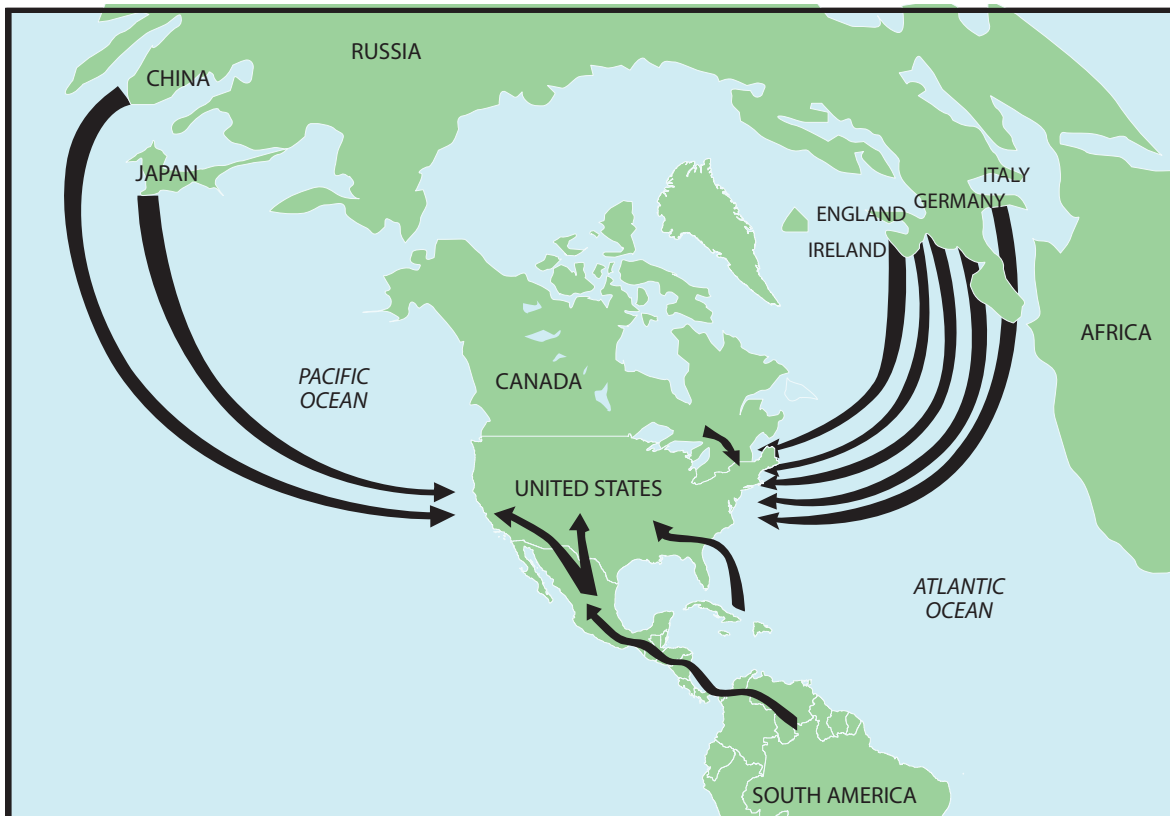 RUSSIA
CHINA
JAPAN
ITALY
GERMANY
ENGLAND
IRELAND
AFRICA
PACIFIC
OCEAN
CANADA
UNITED STATES
ATLANTIC
OCEAN
SOUTH AMERICA